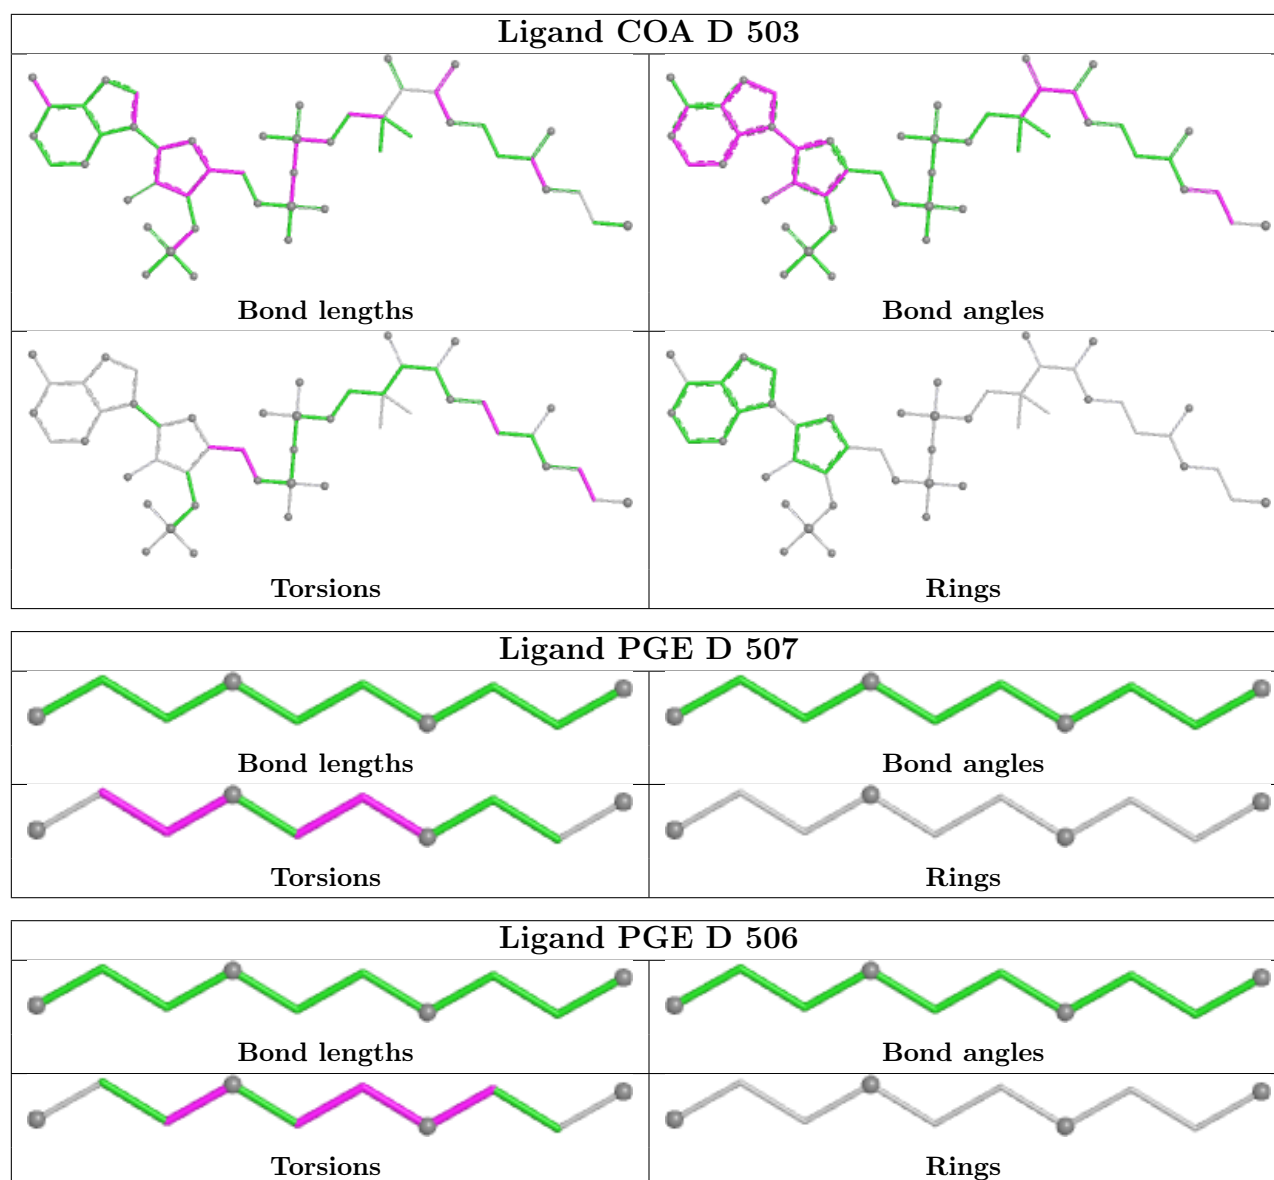 Ligand COA D 503
Bond lengths
Bond angles
Torsions
Rings
Ligand PGE D 507
Bond lengths
Bond angles
Torsions
Rings
Ligand PGE D 506
Bond lengths
Bond angles
Torsions
Rings